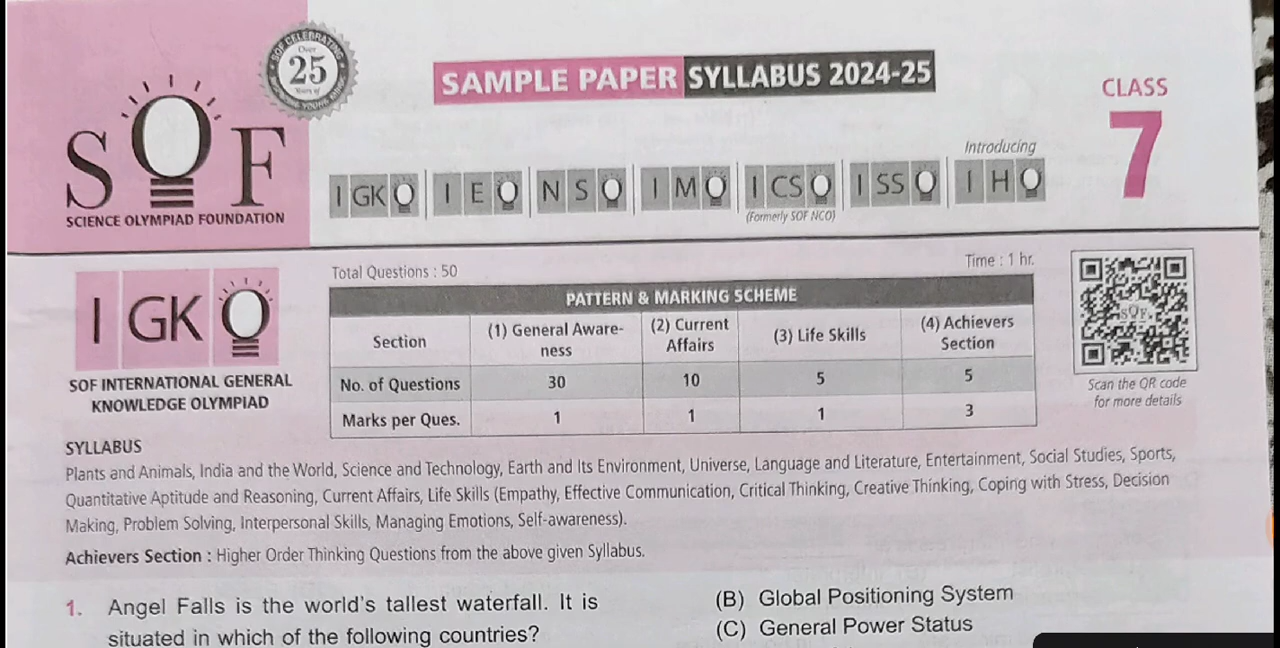 SOF CELEBRATING
Over
25
Years of
SAMPLE PAPER SYLLABUS 2024-25
CLASS
7
SOF
SCIENCE OLYMPIAD FOUNDATION
Introducing
IGKO IEO NSO IMO ICSO ISSO IHO
(Formerly SOF NCO)
IGKO
SOF INTERNATIONAL GENERAL
KNOWLEDGE OLYMPIAD
Total Questions : 50
Time : 1 hr.
PATTERN & MARKING SCHEME
Section (1) General Aware-ness (2) Current Affairs (3) Life Skills (4) Achievers Section
No. of Questions 30 10 5 5
Marks per Ques. 1 1 1 3
SOF
Scan the QR code
for more details
SYLLABUS
Plants and Animals, India and the World, Science and Technology, Earth and Its Environment, Universe, Language and Literature, Entertainment, Social Studies, Sports,
Quantitative Aptitude and Reasoning, Current Affairs, Life Skills (Empathy, Effective Communication, Critical Thinking, Creative Thinking, Coping with Stress, Decision
Making, Problem Solving, Interpersonal Skills, Managing Emotions, Self-awareness).
Achievers Section : Higher Order Thinking Questions from the above given Syllabus.
1. Angel Falls is the world's tallest waterfall. It is
situated in which of the following countries?
(B) Global Positioning System
(C) General Power Status